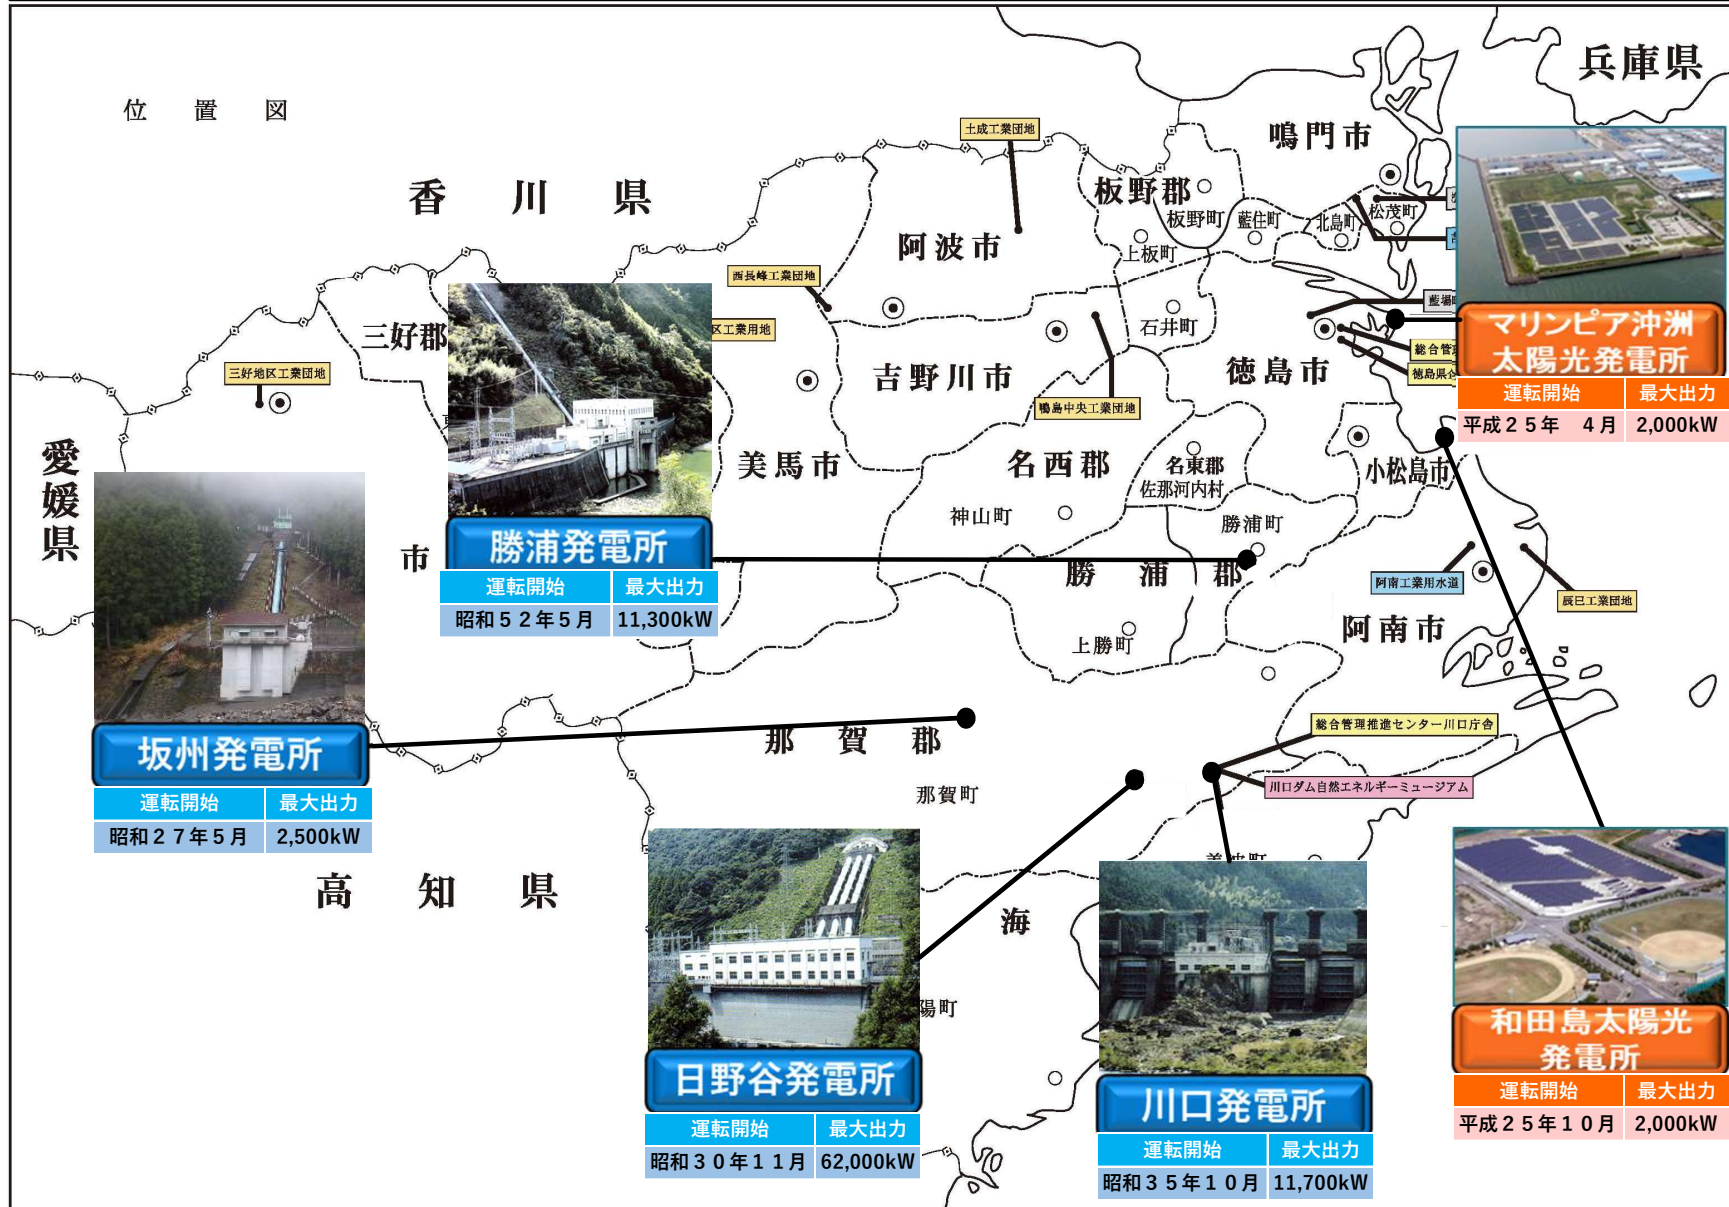 位置図
兵庫県
鳴門市
土成工業団地
香川県
板野郡
板野町
藍住町
北島町
松茂町
上板町
阿波市
西長峰工業団地
区工業用地
三好郡
三好地区工業団地
石井町
吉野川市
徳島市
鴨島中央工業団地
藍場
総合管
徳島県
マリンピア沖洲
太陽光発電所
運転開始 最大出力
平成25年 4月 2,000kW
愛媛県
美馬市
名西郡
名東郡
佐那河内村
小松島市
神山町
勝浦町
市
勝浦発電所
運転開始 最大出力
昭和52年5月 11,300kW
勝浦郡
阿南工業用水道
辰巳工業団地
阿南市
上勝町
坂州発電所
運転開始 最大出力
昭和27年5月 2,500kW
那賀郡
那賀町
総合管理推進センター川口庁舎
川口ダム自然エネルギーミュージアム
高知県
海
陽町
日野谷発電所
運転開始 最大出力
昭和30年11月 62,000kW
川口発電所
運転開始 最大出力
昭和35年10月 11,700kW
和田島太陽光
発電所
運転開始 最大出力
平成25年10月 2,000kW